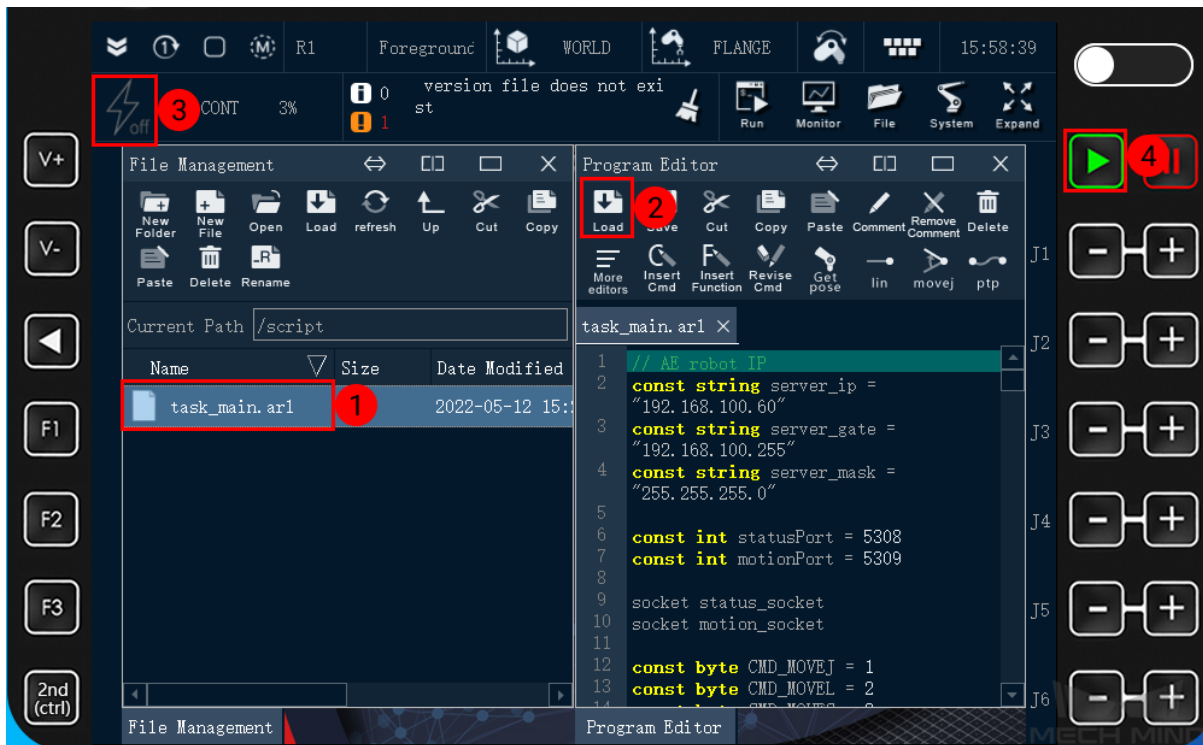 R1 Foreground WORLD FLANGE 15:58:39
off 3 CONT 3% 0 version file does not exi
1 st
Run Monitor File System Expand
4
V+
V-
F1
F2
F3
2nd
(ctrl)
File Management
New Folder New File Open Load refresh Up Cut Copy
Paste Delete Rename
Current Path /script
Name Size Date Modified
task_main.arl 1 2022-05-12 15:
File Management
Program Editor
Load 2 Save Cut Copy Paste Comment Remove Comment Delete
More editors Insert Cmd Insert Function Revise Cmd Get pose lin movej ptp
task_main.arl
1 // AE robot IP
2 const string server_ip =
"192.168.100.60"
3 const string server_gate =
"192.168.100.255"
4 const string server_mask =
"255.255.255.0"
5
6 const int statusPort = 5308
7 const int motionPort = 5309
8
9 socket status_socket
10 socket motion_socket
11
12 const byte CMD_MOVEJ = 1
13 const byte CMD_MOVEL = 2
Program Editor
J1
J2
J3
J4
J5
J6
MECH MIND